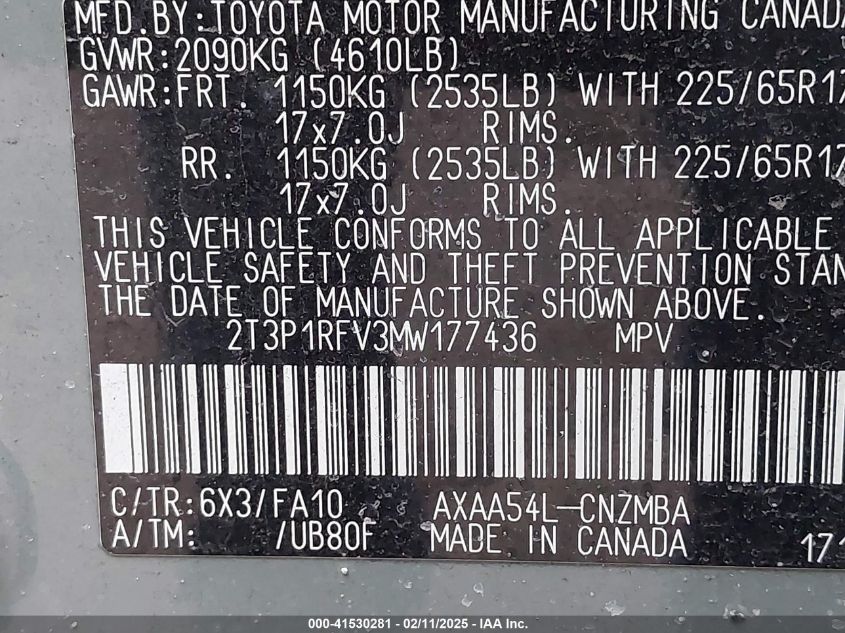 MFD.BY:TOYOTA MOTOR MANUFACTURING CANADA
GVWR:2090KG (4610LB)
GAWR:FRT. 1150KG (2535LB) WITH 225/65R17
17x7.0J RIMS.
RR. 1150KG (2535LB) WITH 225/65R17
17x7.0J RIMS.
THIS VEHICLE CONFORMS TO ALL APPLICABLE
VEHICLE SAFETY AND THEFT PREVENTION STAN
THE DATE OF MANUFACTURE SHOWN ABOVE.
2T3P1RFV3MW177436 MPV
C/TR:6X3/FA10 AXAA54L-CNZMBA
A/TM: /UB80F MADE IN CANADA 171
000-41530281 - 02/11/2025 - IAAI.com